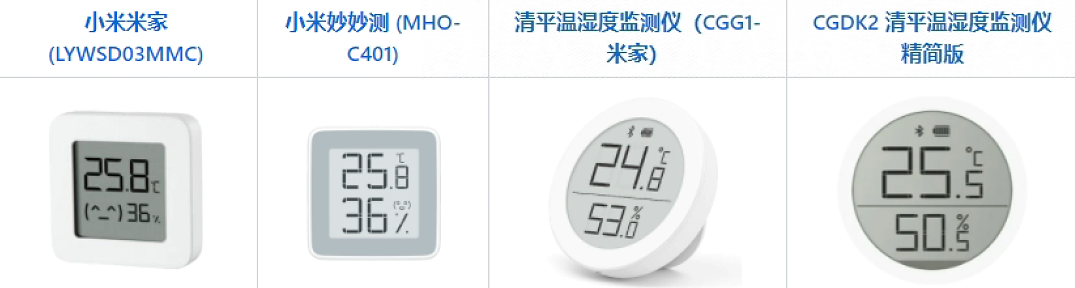 小米米家
(LYWSD03MMC)
小米妙妙测 (MHO-
C401)
清平温湿度监测仪（CGG1-
米家)
CGDK2 清平温湿度监测仪
精简版
25.8℃
(^_^) 36 %
25.8 ℃
36 %
24.8 ℃
53.0 %
25.5 ℃
50.5 %